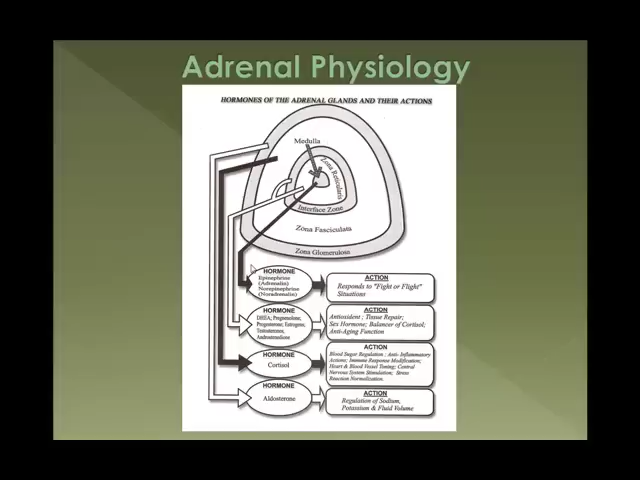 Adrenal Physiology
HORMONES OF THE ADRENAL GLANDS AND THEIR ACTIONS
Medulla
Zona Reticularis
Interface Zone
Zona Fasciculata
Zona Glomerulosa
HORMONE
Epinephrine
(Adrenalin)
Norepinephrine
(Noradrenalin)
ACTION
Responds to "Fight or Flight"
Situations
HORMONE
DHEA; Pregnenolone;
Progesterone; Estrogens;
Testosterone;
Androstenedione
ACTION
Antioxident ; Tissue Repair;
Sex Hormone; Balancer of Cortisol;
Anti-Aging Function
HORMONE
Cortisol
ACTION
Blood Sugar Regulation ; Anti- Inflammatory
Actions; Immune Response Modification;
Heart & Blood Vessel Toning; Central
Nervous System Stimulation; Stress
Reaction Normalization.
HORMONE
Aldosterone
ACTION
Regulation of Sodium,
Potassium & Fluid Volume